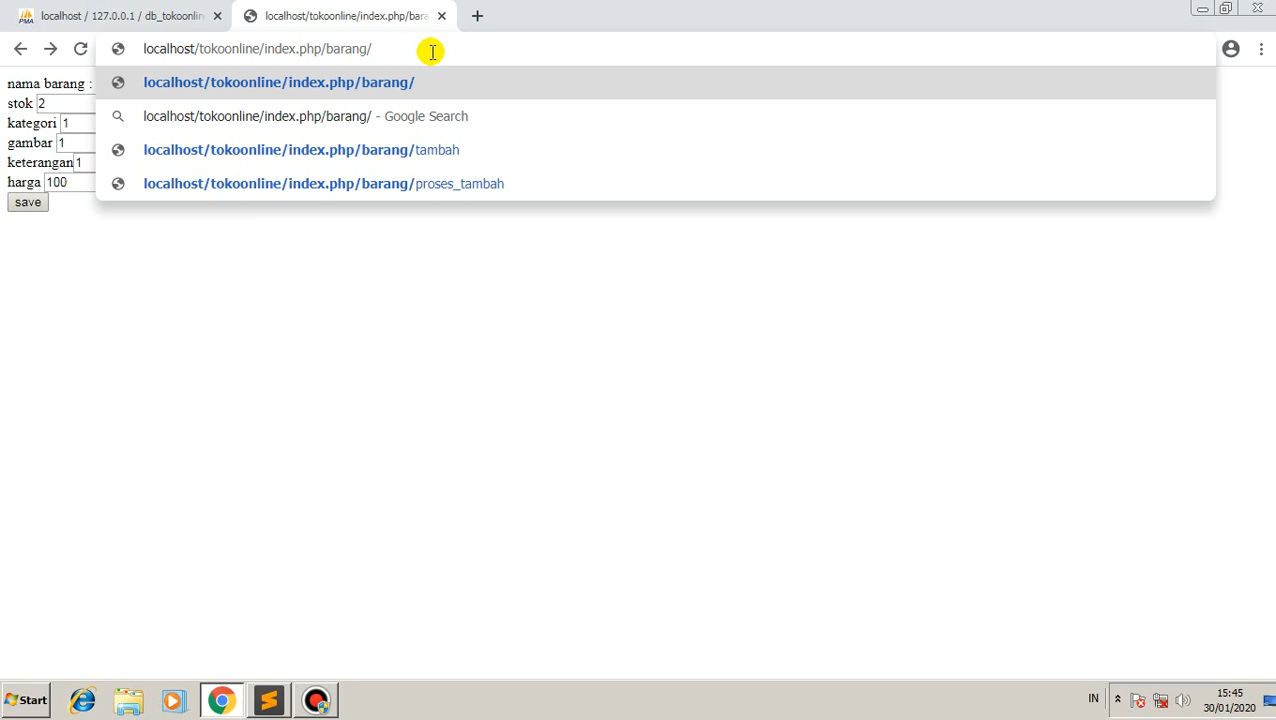 localhost / 127.0.0.1 / db_tokoonlin
localhost/tokoonline/index.php/bara
localhost/tokoonline/index.php/barang/
nama barang :
localhost/tokoonline/index.php/barang/
stok 2
kategori 1
localhost/tokoonline/index.php/barang/ - Google Search
gambar 1
localhost/tokoonline/index.php/barang/tambah
keterangan 1
harga 100
localhost/tokoonline/index.php/barang/proses_tambah
save
Start
IN
15:45
30/01/2020